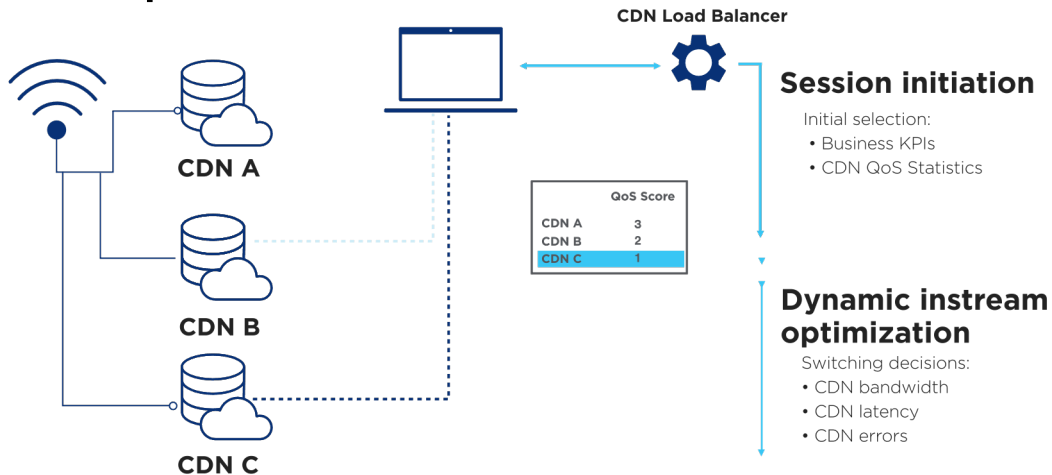 CDN Load Balancer
CDN A
CDN B
CDN C
QoS Score
CDN A 3
CDN B 2
CDN C 1
Session initiation
Initial selection:
• Business KPIs
• CDN QoS Statistics
Dynamic instream
optimization
Switching decisions:
• CDN bandwidth
• CDN latency
• CDN errors